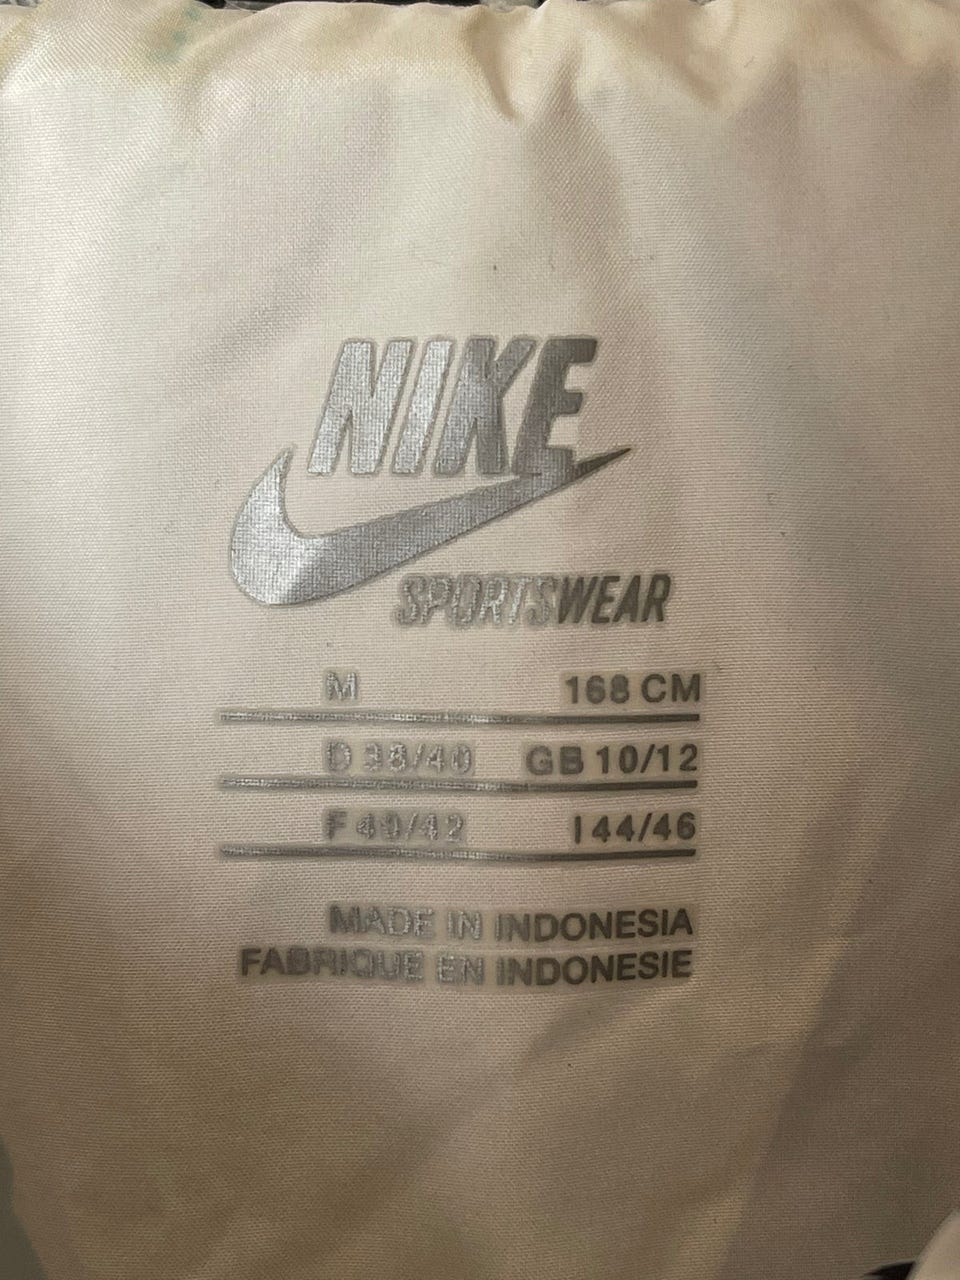 NIKE
SPORTSWEAR
M 168 CM
D 38/40 GB 10/12
F 40/42 I 44/46
MADE IN INDONESIA
FABRIQUE EN INDONESIE